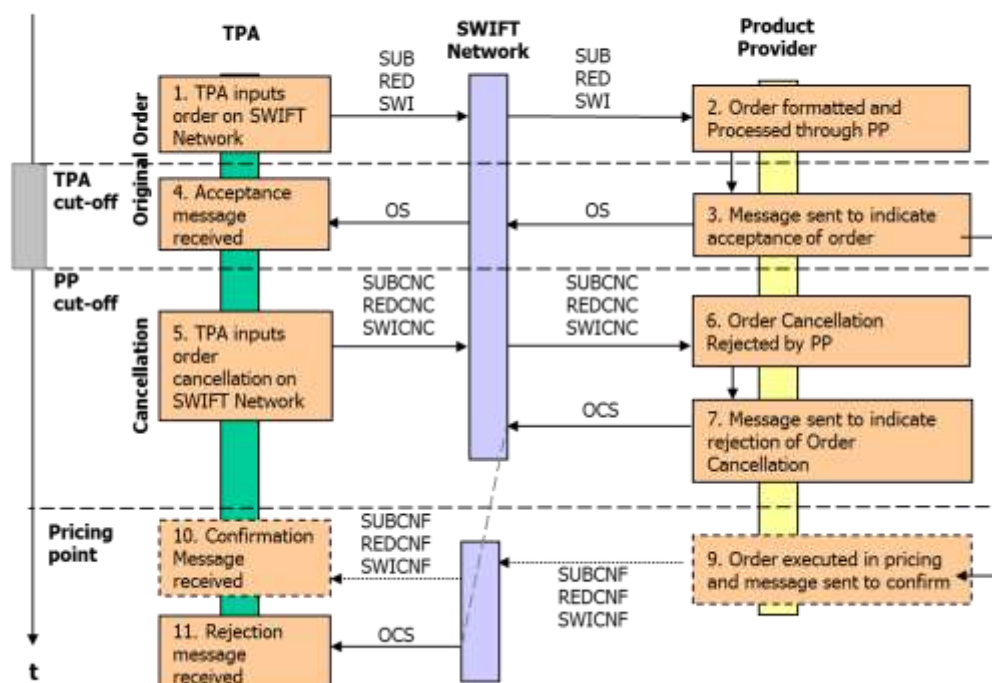 TPA
SWIFT
Network
Product
Provider
Original Order
1. TPA inputs
order on SWIFT
Network
SUB
RED
SWI
SUB
RED
SWI
2. Order formatted and
Processed through PP
TPA
cut-off
4. Acceptance
message
received
OS
OS
3. Message sent to indicate
acceptance of order
PP
cut-off
Cancellation
5. TPA inputs
order
cancellation on
SWIFT Network
SUBCNC
REDCNC
SWICNC
SUBCNC
REDCNC
SWICNC
6. Order Cancellation
Rejected by PP
OCS
7. Message sent to indicate
rejection of Order
Cancellation
Pricing
point
10. Confirmation
Message
received
SUBCNF
REDCNF
SWICNF
SUBCNF
REDCNF
SWICNF
9. Order executed in pricing
and message sent to confirm
11. Rejection
message
received
OCS
t